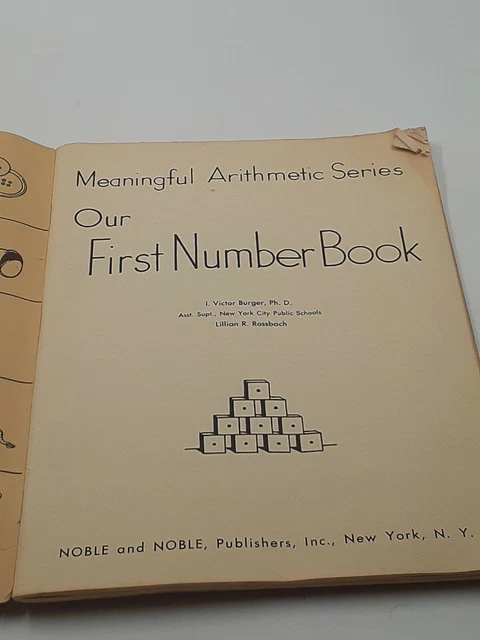 Meaningful Arithmetic Series
Our
First Number Book
I. Victor Burger, Ph. D.
Asst. Supt., New York City Public Schools
Lillian R. Rossbach
NOBLE and NOBLE, Publishers, Inc., New York, N. Y.